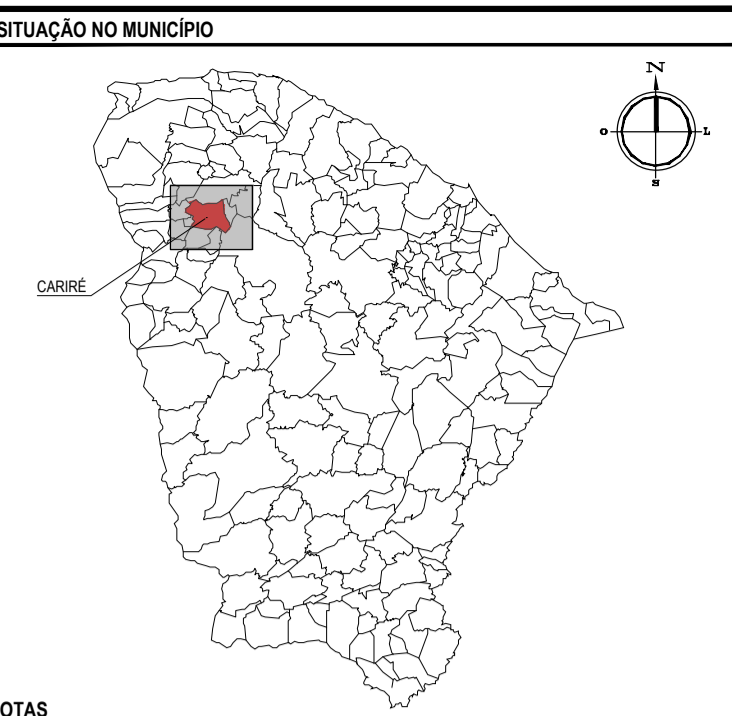 SITUAÇÃO NO MUNICÍPIO
N
O L
S
CARIRÉ
OTAS